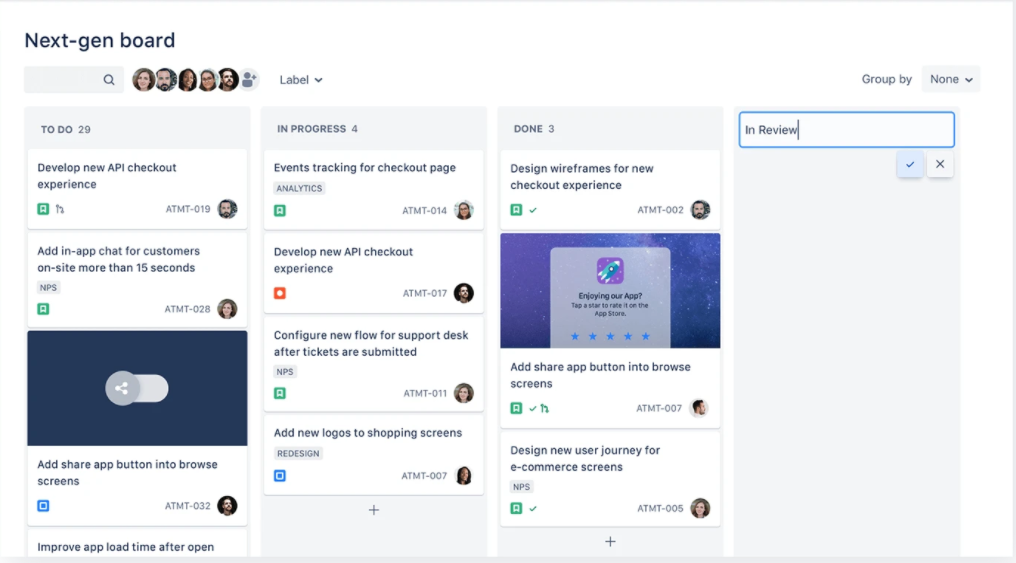 Next-gen board
Label
Group by
None
TO DO 29
Develop new API checkout
experience
ATMT-019
Add in-app chat for customers
on-site more than 15 seconds
NPS
ATMT-028
Add share app button into browse
screens
ATMT-032
Improve app load time after open
IN PROGRESS 4
Events tracking for checkout page
ANALYTICS
ATMT-014
Develop new API checkout
experience
ATMT-017
Configure new flow for support desk
after tickets are submitted
NPS
ATMT-011
Add new logos to shopping screens
REDESIGN
ATMT-007
DONE 3
Design wireframes for new
checkout experience
ATMT-002
Enjoying our App?
Tap a star to rate it on the
App Store.
Add share app button into browse
screens
ATMT-007
Design new user journey for
e-commerce screens
NPS
ATMT-005
In Review